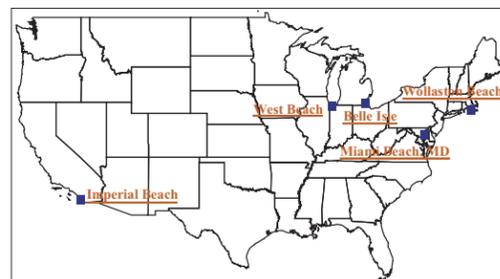 Wollaston Beach
West Beach
Belle Isle
Miami Beach, MD
Imperial Beach